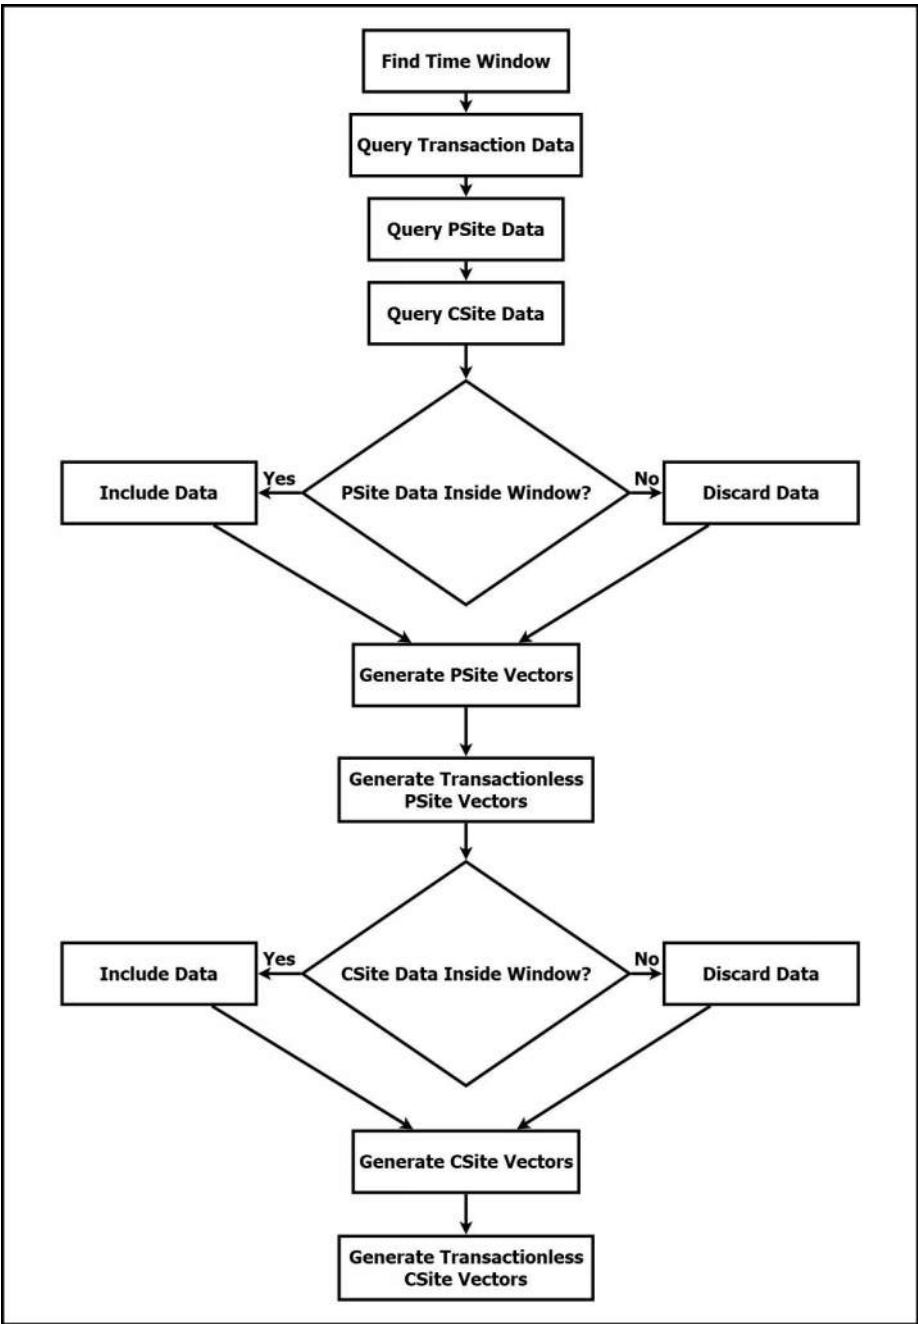 Find Time Window
Query Transaction Data
Query PSite Data
Query CSite Data
Yes
No
Include Data
PSite Data Inside Window?
Discard Data
Generate PSite Vectors
Generate Transactionless
PSite Vectors
Yes
No
Include Data
CSite Data Inside Window?
Discard Data
Generate CSite Vectors
Generate Transactionless
CSite Vectors